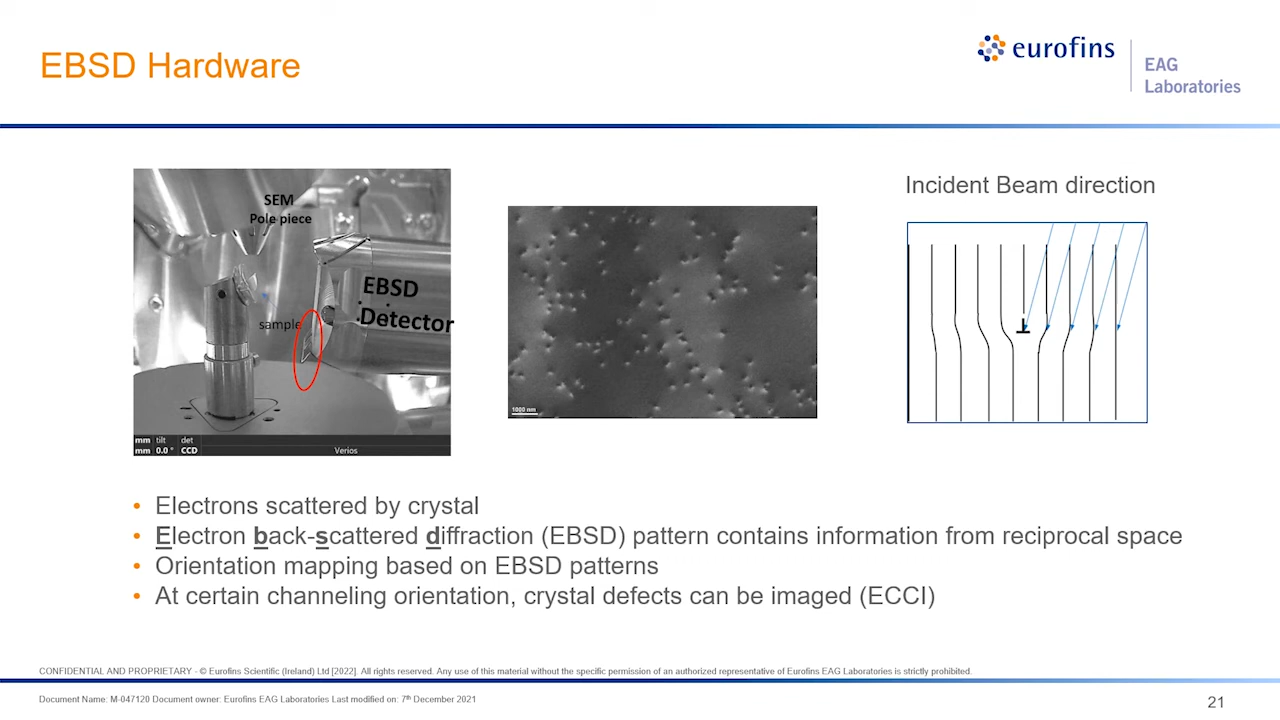 EBSD Hardware
eurofins
EAG
Laboratories
SEM
Pole piece
EBSD
Detector
sample
mm tilt det
mm 0.0 ° CCD Verios
1000 nm
Incident Beam direction
• Electrons scattered by crystal
• Electron back-scattered diffraction (EBSD) pattern contains information from reciprocal space
• Orientation mapping based on EBSD patterns
• At certain channeling orientation, crystal defects can be imaged (ECCI)
CONFIDENTIAL AND PROPRIETARY - © Eurofins Scientific (Ireland) Ltd [2022]. All rights reserved. Any use of this material without the specific permission of an authorized representative of Eurofins EAG Laboratories is strictly prohibited.
Document Name: M-047120 Document owner: Eurofins EAG Laboratories Last modified on: 7th December 2021
21